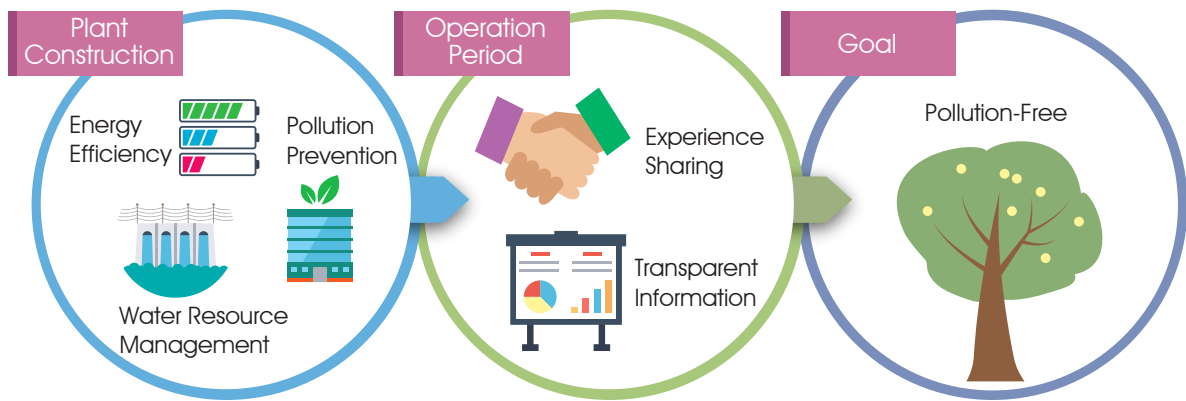 Plant
Construction
Energy
Efficiency
Pollution
Prevention
Water Resource
Management
Operation
Period
Experience
Sharing
Transparent
Information
Goal
Pollution-Free